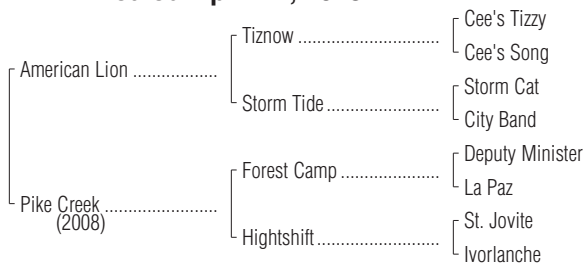 Tiznow
Cee's Tizzy
Cee's Song
American Lion
Storm Tide
Storm Cat
City Band
Forest Camp
Deputy Minister
La Paz
Pike Creek
(2008)
Hightshift
St. Jovite
Ivorlanche